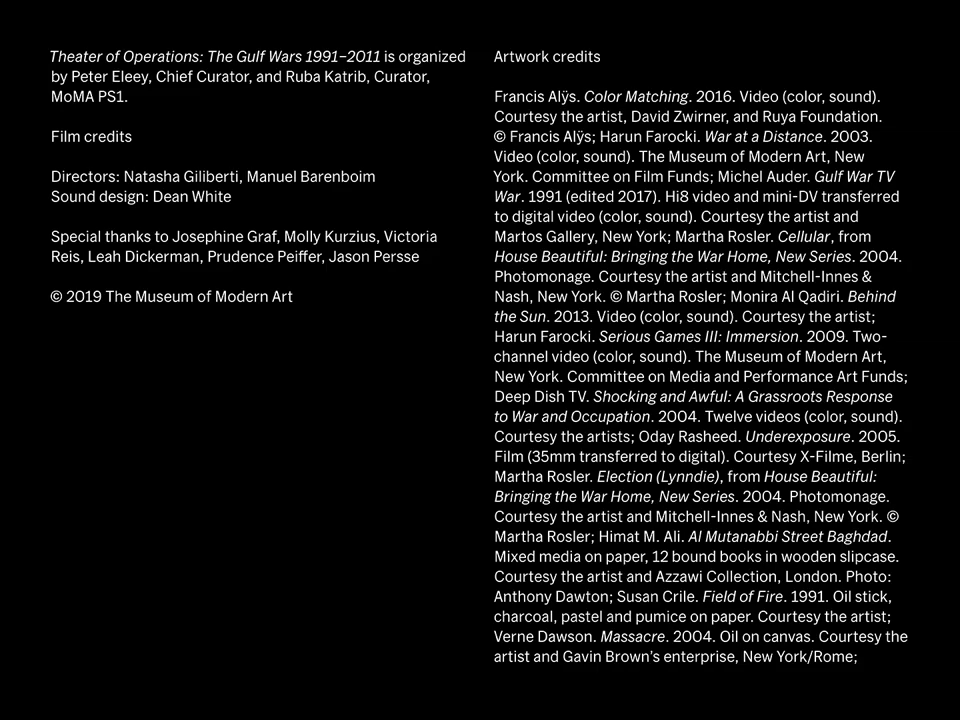 Theater of Operations: The Gulf Wars 1991–2011 is organized
by Peter Eleey, Chief Curator, and Ruba Katrib, Curator,
MoMA PS1.
Film credits
Directors: Natasha Giliberti, Manuel Barenboim
Sound design: Dean White
Special thanks to Josephine Graf, Molly Kurzius, Victoria
Reis, Leah Dickerman, Prudence Peiffer, Jason Persse
© 2019 The Museum of Modern Art
Artwork credits
Francis Alÿs. Color Matching. 2016. Video (color, sound).
Courtesy the artist, David Zwirner, and Ruya Foundation.
© Francis Alÿs; Harun Farocki. War at a Distance. 2003.
Video (color, sound). The Museum of Modern Art, New
York. Committee on Film Funds; Michel Auder. Gulf War TV
War. 1991 (edited 2017). Hi8 video and mini-DV transferred
to digital video (color, sound). Courtesy the artist and
Martos Gallery, New York; Martha Rosler. Cellular, from
House Beautiful: Bringing the War Home, New Series. 2004.
Photomonage. Courtesy the artist and Mitchell-Innes &
Nash, New York. © Martha Rosler; Monira Al Qadiri. Behind
the Sun. 2013. Video (color, sound). Courtesy the artist;
Harun Farocki. Serious Games III: Immersion. 2009. Two-
channel video (color, sound). The Museum of Modern Art,
New York. Committee on Media and Performance Art Funds;
Deep Dish TV. Shocking and Awful: A Grassroots Response
to War and Occupation. 2004. Twelve videos (color, sound).
Courtesy the artists; Oday Rasheed. Underexposure. 2005.
Film (35mm transferred to digital). Courtesy X-Filme, Berlin;
Martha Rosler. Election (Lynndie), from House Beautiful:
Bringing the War Home, New Series. 2004. Photomonage.
Courtesy the artist and Mitchell-Innes & Nash, New York. ©
Martha Rosler; Himat M. Ali. Al Mutanabbi Street Baghdad.
Mixed media on paper, 12 bound books in wooden slipcase.
Courtesy the artist and Azzawi Collection, London. Photo:
Anthony Dawton; Susan Crile. Field of Fire. 1991. Oil stick,
charcoal, pastel and pumice on paper. Courtesy the artist;
Verne Dawson. Massacre. 2004. Oil on canvas. Courtesy the
artist and Gavin Brown's enterprise, New York/Rome;